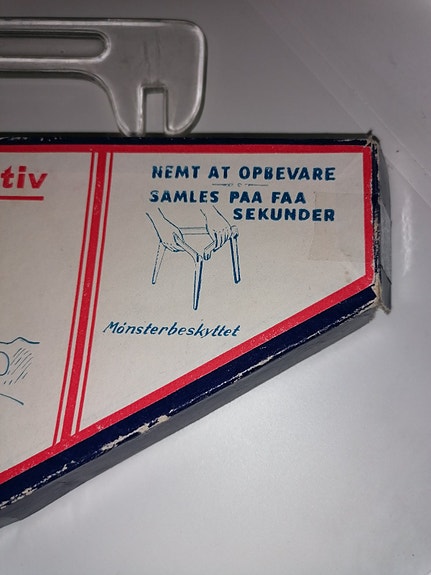 tiv
NEMT AT OPBEVARE
SAMLES PAA FAA
SEKUNDER
Mönsterbeskyttet